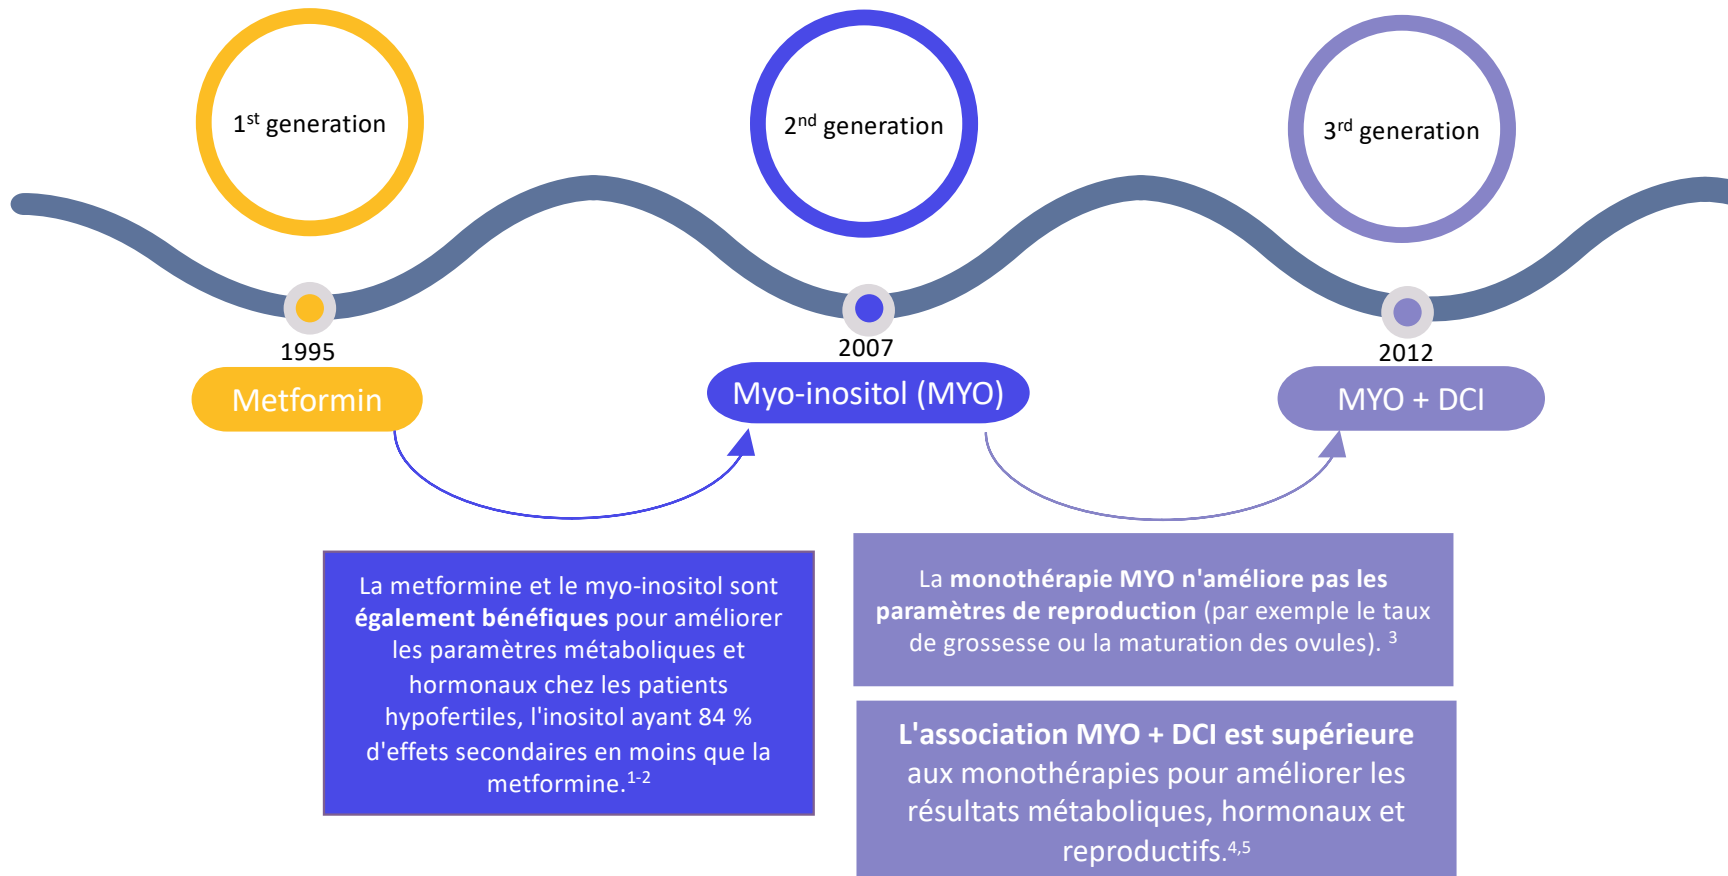 1st generation
2nd generation
3rd generation
1995
2007
2012
Metformin
Myo-inositol (MYO)
MYO + DCI
La metformine et le myo-inositol sont
également bénéfiques pour améliorer
les paramètres métaboliques et
hormonaux chez les patients
hypofertiles, l'inositol ayant 84 %
d'effets secondaires en moins que la
metformine.1-2
La monothérapie MYO n'améliore pas les
paramètres de reproduction (par exemple le taux
de grossesse ou la maturation des ovules). 3
L'association MYO + DCI est supérieure
aux monothérapies pour améliorer les
résultats métaboliques, hormonaux et
reproductifs.4,5